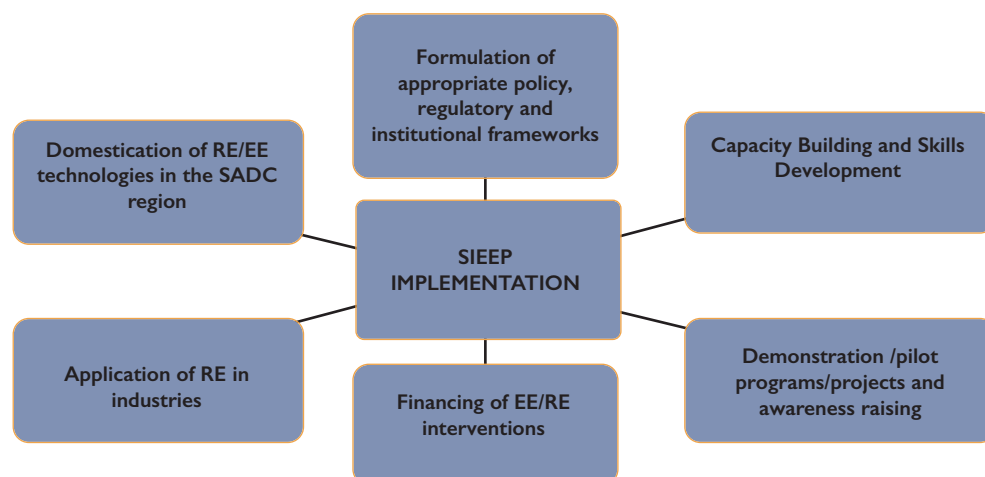 Formulation of
appropriate policy,
regulatory and
institutional frameworks
Domestication of RE/EE
technologies in the SADC
region
Capacity Building and Skills
Development
SIEEP
IMPLEMENTATION
Application of RE in
industries
Financing of EE/RE
interventions
Demonstration /pilot
programs/projects and
awareness raising